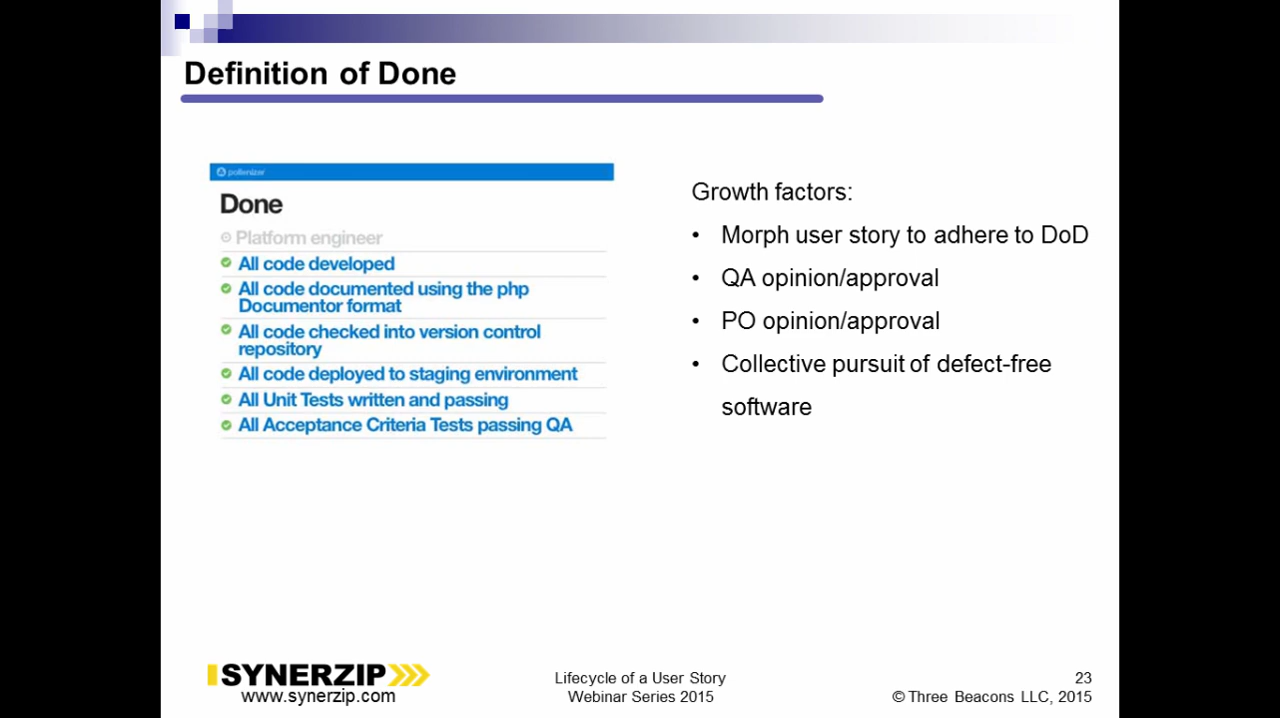 Definition of Done
pollenizer
Done
Platform engineer
All code developed
All code documented using the php
Documentor format
All code checked into version control
repository
All code deployed to staging environment
All Unit Tests written and passing
All Acceptance Criteria Tests passing QA
Growth factors:
• Morph user story to adhere to DoD
• QA opinion/approval
• PO opinion/approval
• Collective pursuit of defect-free
software
SYNERZIP
www.synerzip.com
Lifecycle of a User Story
Webinar Series 2015
23
© Three Beacons LLC, 2015